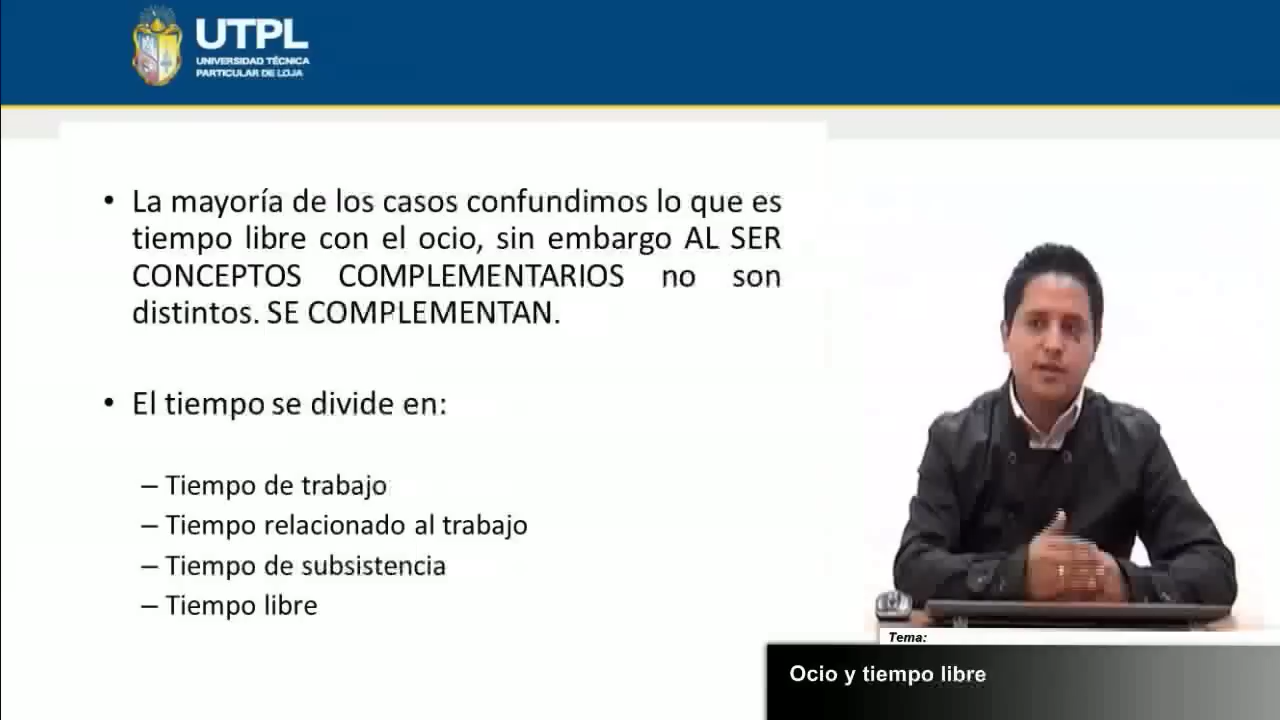 UTPL
UNIVERSIDAD TÉCNICA
PARTICULAR DE LOJA
• La mayoría de los casos confundimos lo que es
tiempo libre con el ocio, sin embargo AL SER
CONCEPTOS COMPLEMENTARIOS no son
distintos. SE COMPLEMENTAN.
• El tiempo se divide en:
– Tiempo de trabajo
– Tiempo relacionado al trabajo
– Tiempo de subsistencia
– Tiempo libre
Tema:
Ocio y tiempo libre